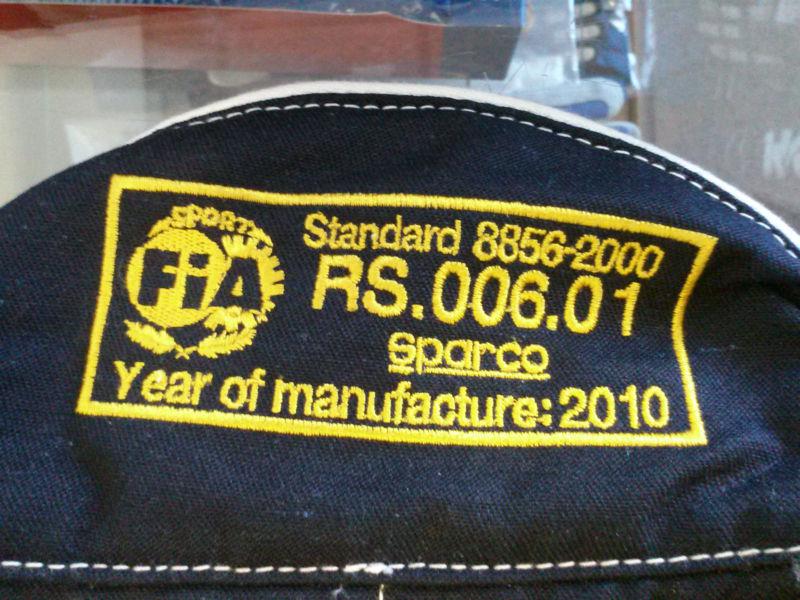 SPORT
FIA
Standard 8856-2000
RS.006.01
sparco
Year of manufacture: 2010